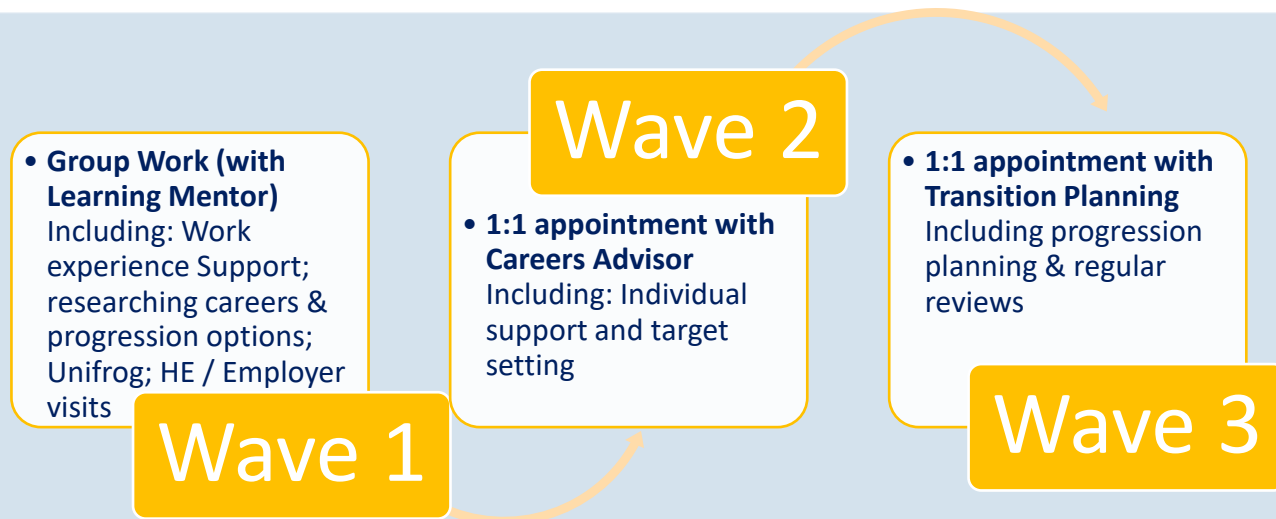 • Group Work (with
Learning Mentor)
Including: Work
experience Support;
researching careers &
progression options;
Unifrog; HE / Employer
visits
Wave 1
Wave 2
• 1:1 appointment with
Careers Advisor
Including: Individual
support and target
setting
• 1:1 appointment with
Transition Planning
Including progression
planning & regular
reviews
Wave 3